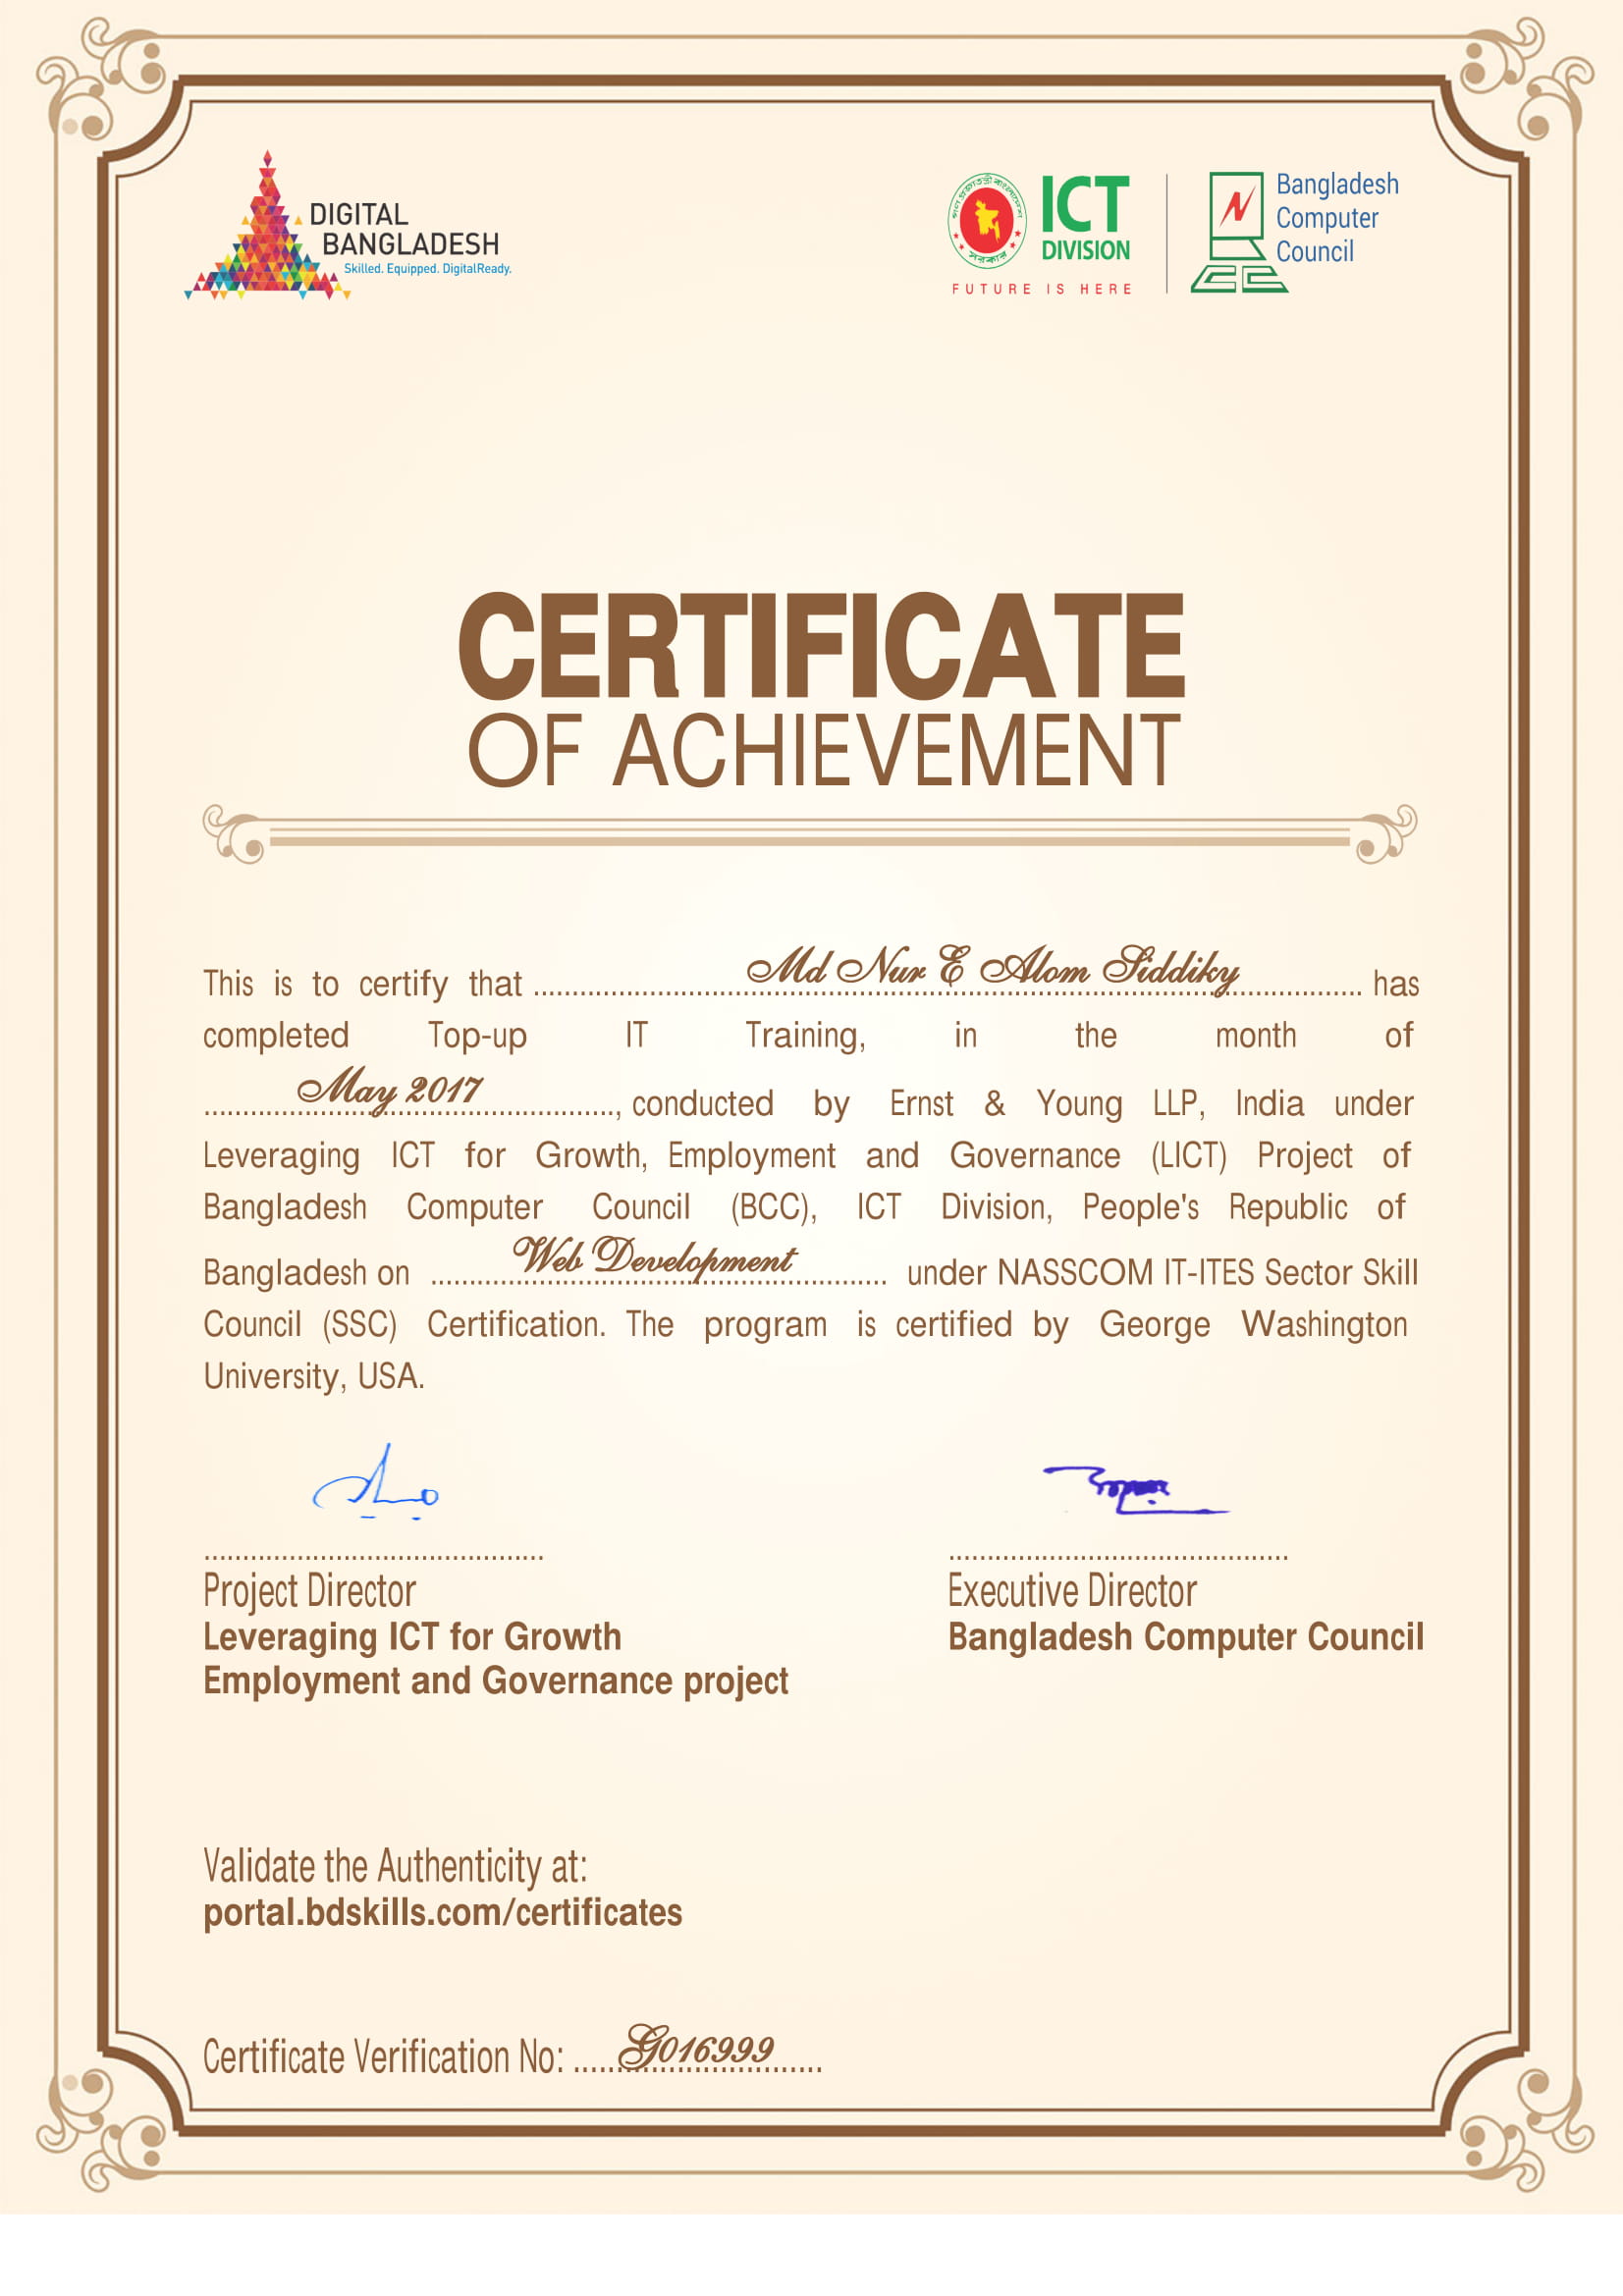 DIGITAL
BANGLADESH
Skilled. Equipped. DigitalReady.
গণপ্রজাতন্ত্রী বাংলাদেশ
সরকার
ICT
DIVISION
FUTURE IS HERE
Bangladesh
Computer
Council
CERTIFICATE
OF ACHIEVEMENT
This is to certify that Md Nur E Alom Siddiky has
completed Top-up IT Training, in the month of
May 2017, conducted by Ernst & Young LLP, India under
Leveraging ICT for Growth, Employment and Governance (LICT) Project of
Bangladesh Computer Council (BCC), ICT Division, People's Republic of
Bangladesh on Web Development under NASSCOM IT-ITES Sector Skill
Council (SSC) Certification. The program is certified by George Washington
University, USA.
Project Director
Leveraging ICT for Growth
Employment and Governance project
Executive Director
Bangladesh Computer Council
Validate the Authenticity at:
portal.bdskills.com/certificates
Certificate Verification No: G016999